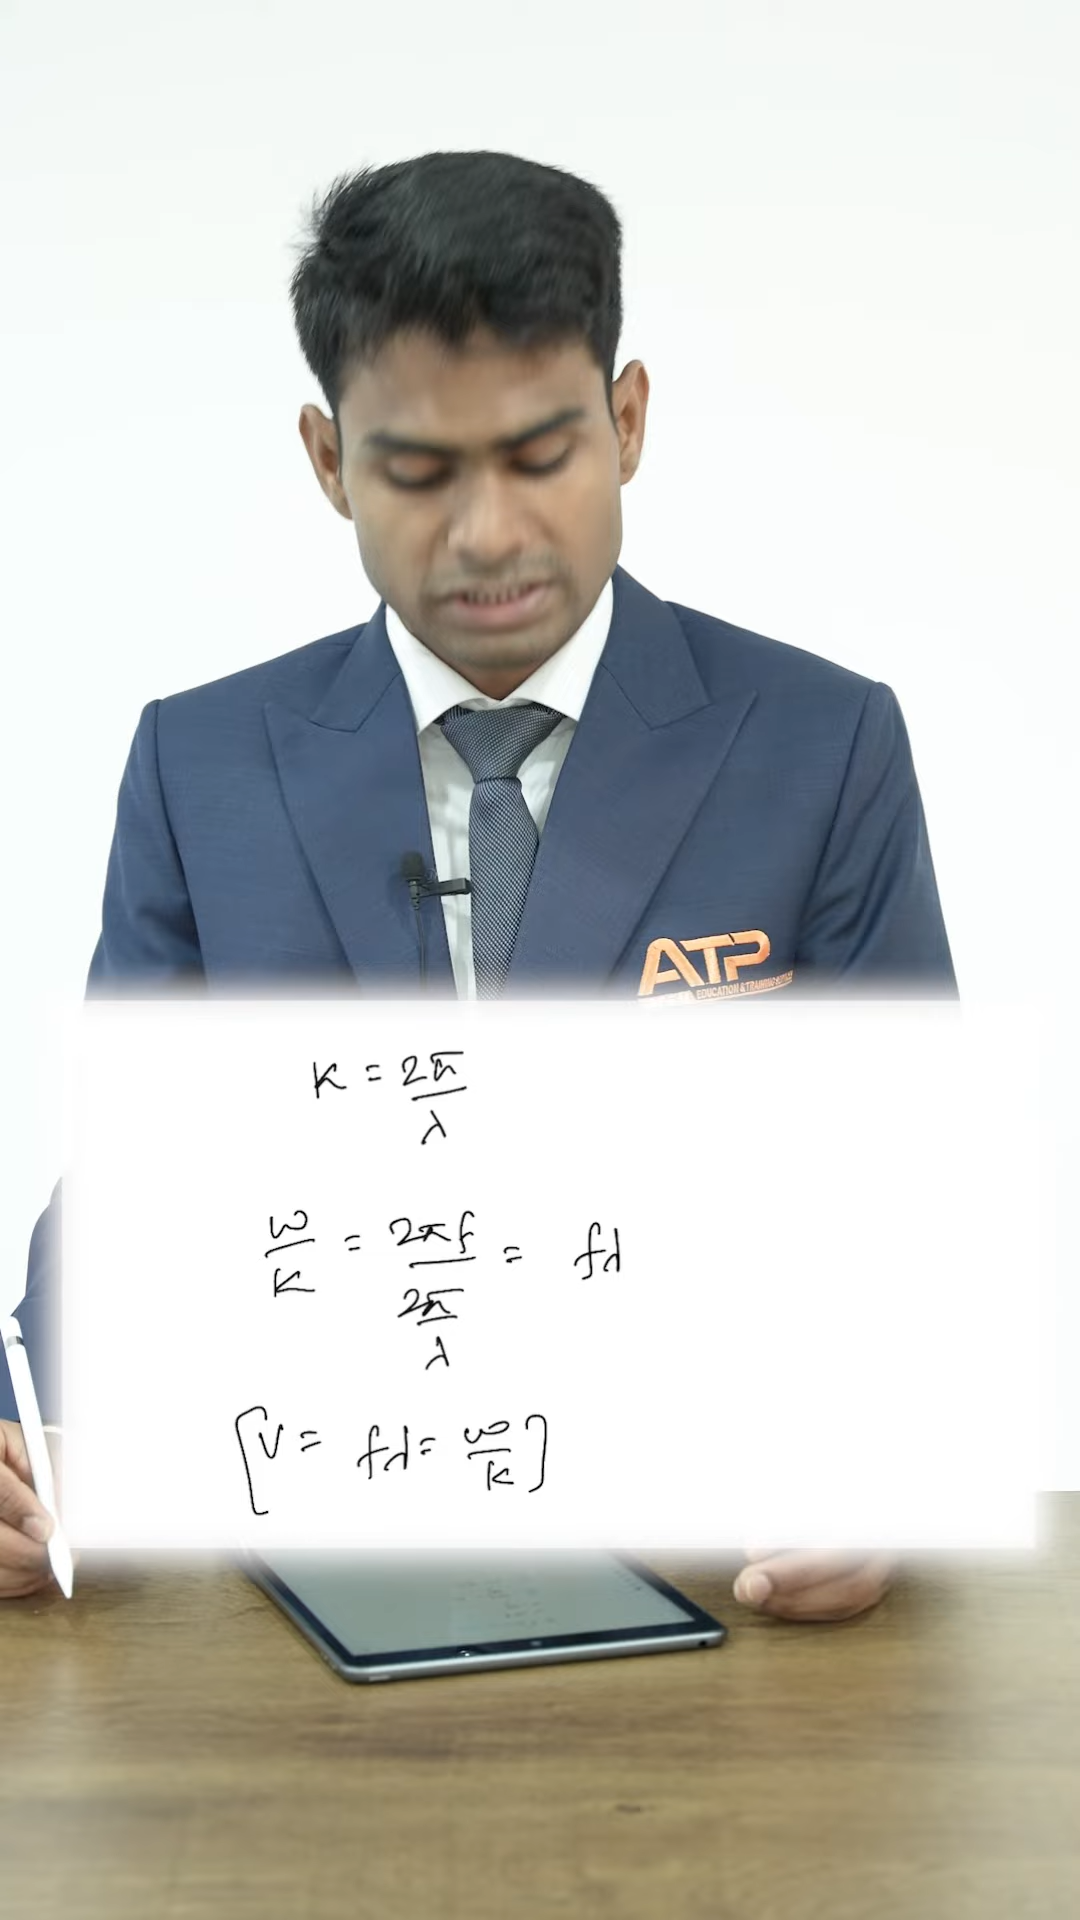 ATP
EDUCATION & TRAINING
K = 2π/λ
ω/K = 2πf/(2π/λ) = fλ
[V = fλ = ω/K]